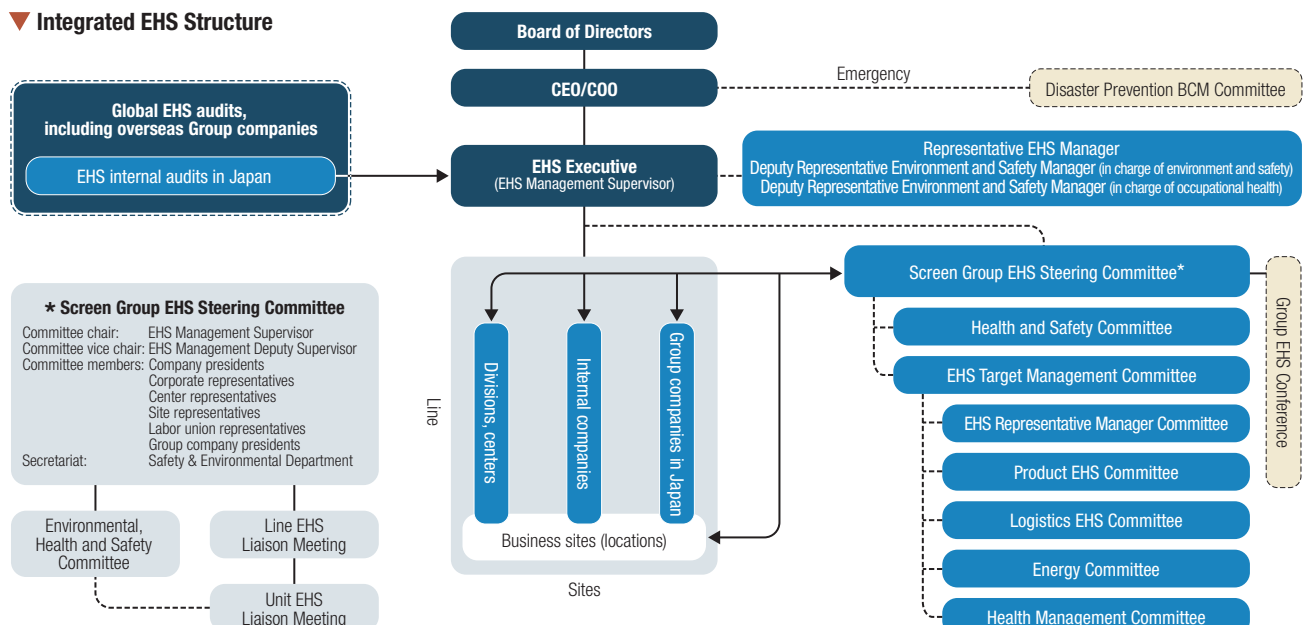 Integrated EHS Structure
Board of Directors
CEO/COO
Emergency
Disaster Prevention BCM Committee
Global EHS audits,
including overseas Group companies
EHS internal audits in Japan
EHS Executive
(EHS Management Supervisor)
Representative EHS Manager
Deputy Representative Environment and Safety Manager (in charge of environment and safety)
Deputy Representative Environment and Safety Manager (in charge of occupational health)
* Screen Group EHS Steering Committee
Committee chair: EHS Management Supervisor
Committee vice chair: EHS Management Deputy Supervisor
Committee members: Company presidents
Corporate representatives
Center representatives
Site representatives
Labor union representatives
Group company presidents
Secretariat: Safety & Environmental Department
Environmental,
Health and Safety
Committee
Line EHS
Liaison Meeting
Unit EHS
Liaison Meeting
Line
Divisions, centers
Internal companies
Group companies in Japan
Business sites (locations)
Sites
Screen Group EHS Steering Committee*
Health and Safety Committee
EHS Target Management Committee
EHS Representative Manager Committee
Product EHS Committee
Logistics EHS Committee
Energy Committee
Health Management Committee
Group EHS Conference